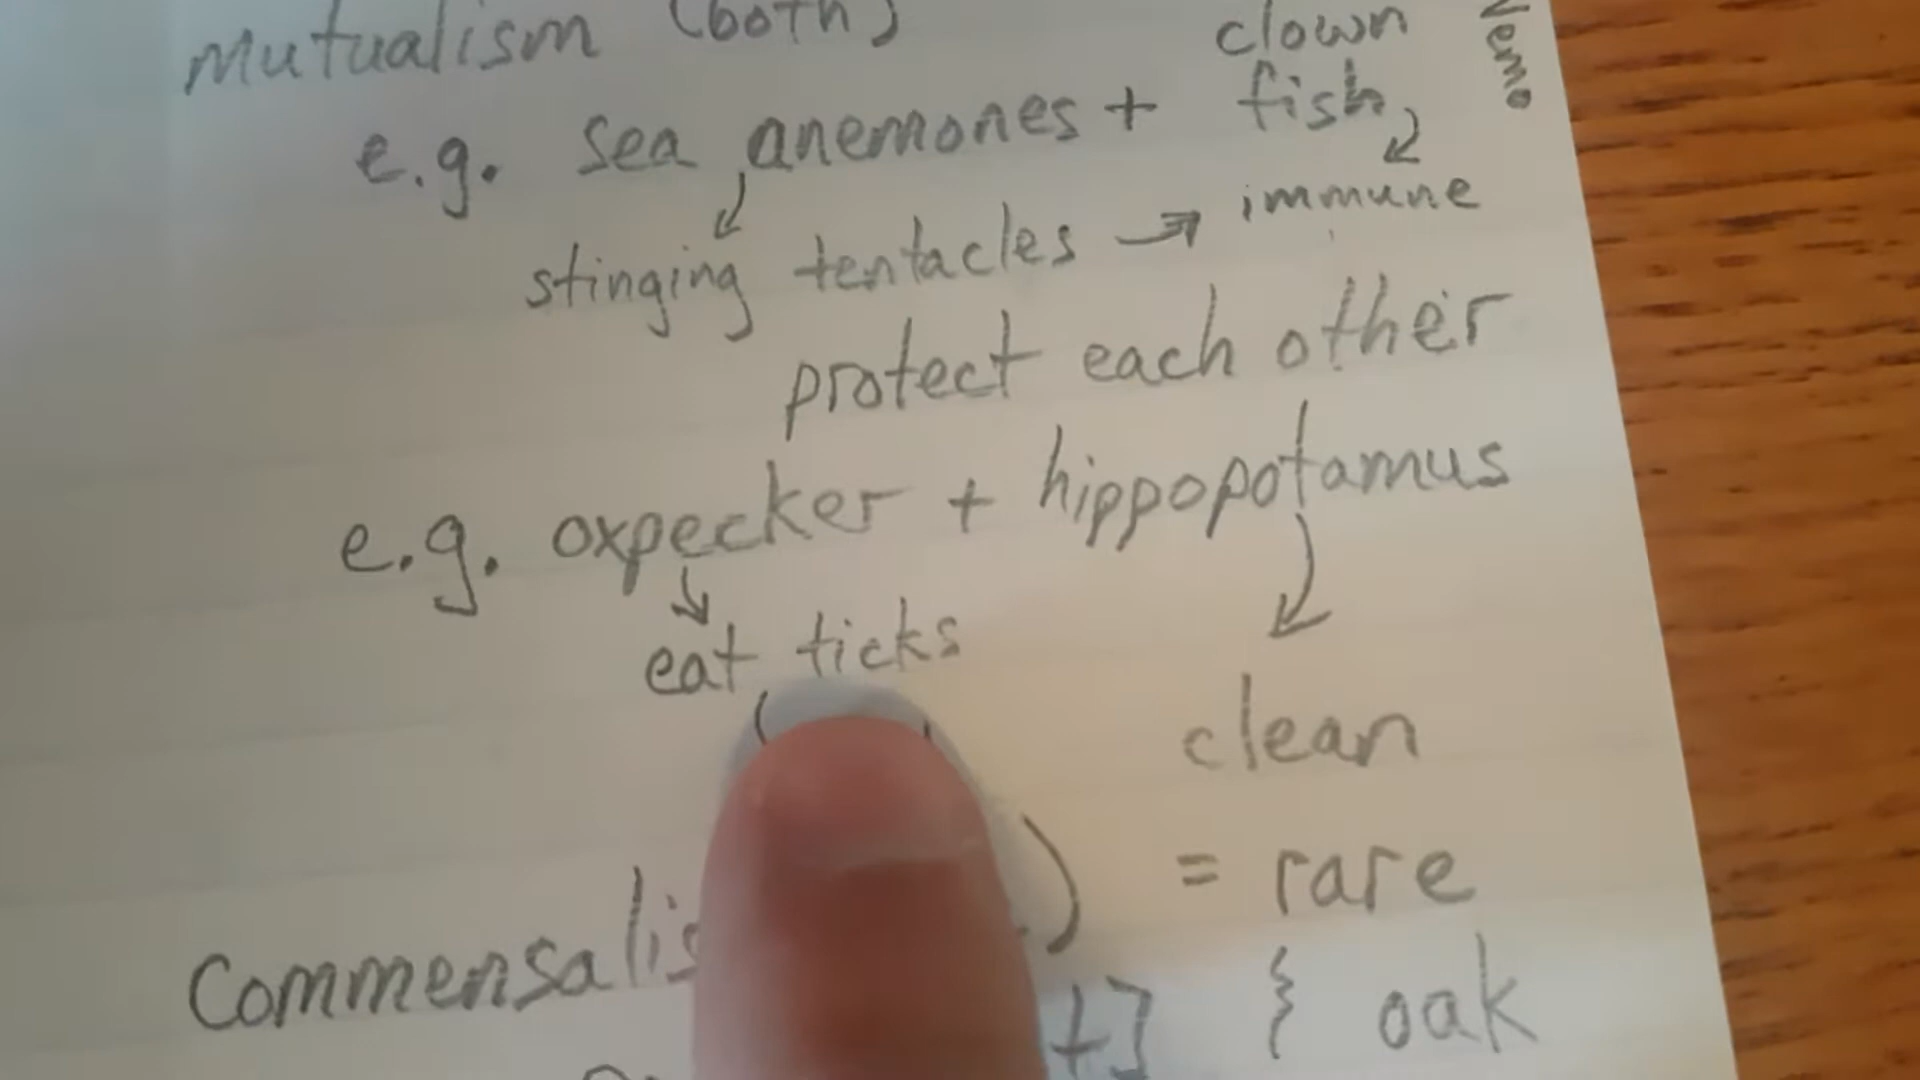 mutualism (both)
clown
e.g. sea anemones + fish
stinging tentacles → immune
protect each other
e.g. oxpecker + hippopotamus
eat ticks
clean
= rare
} oak